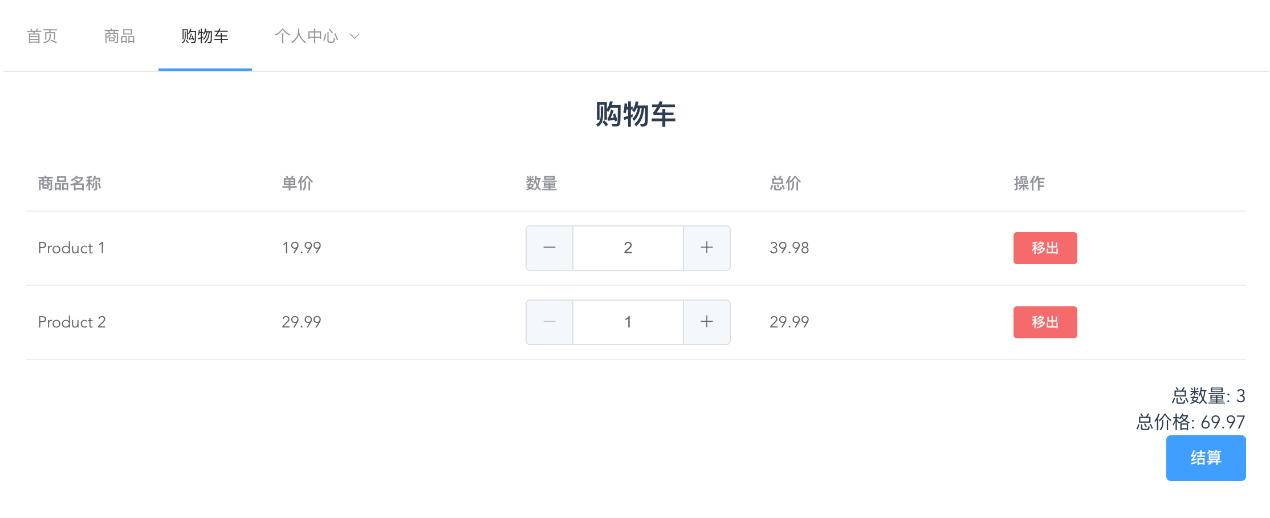 首页 商品 购物车 个人中心
购物车
商品名称 单价 数量 总价 操作
Product 1 19.99 2 39.98 移出
Product 2 29.99 1 29.99 移出
总数量: 3
总价格: 69.97
结算